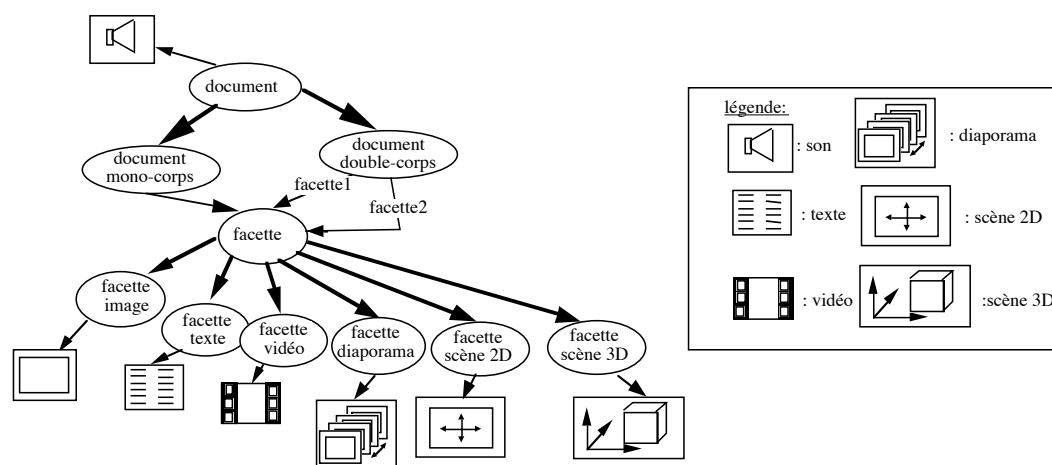 document
document
mono-corps
document
double-corps
facette1
facette2
facette
facette
image
facette
texte
facette
vidéo
facette
diaporama
facette
scène 2D
facette
scène 3D
légende:
: son
: diaporama
: texte
: scène 2D
: vidéo
:scène 3D